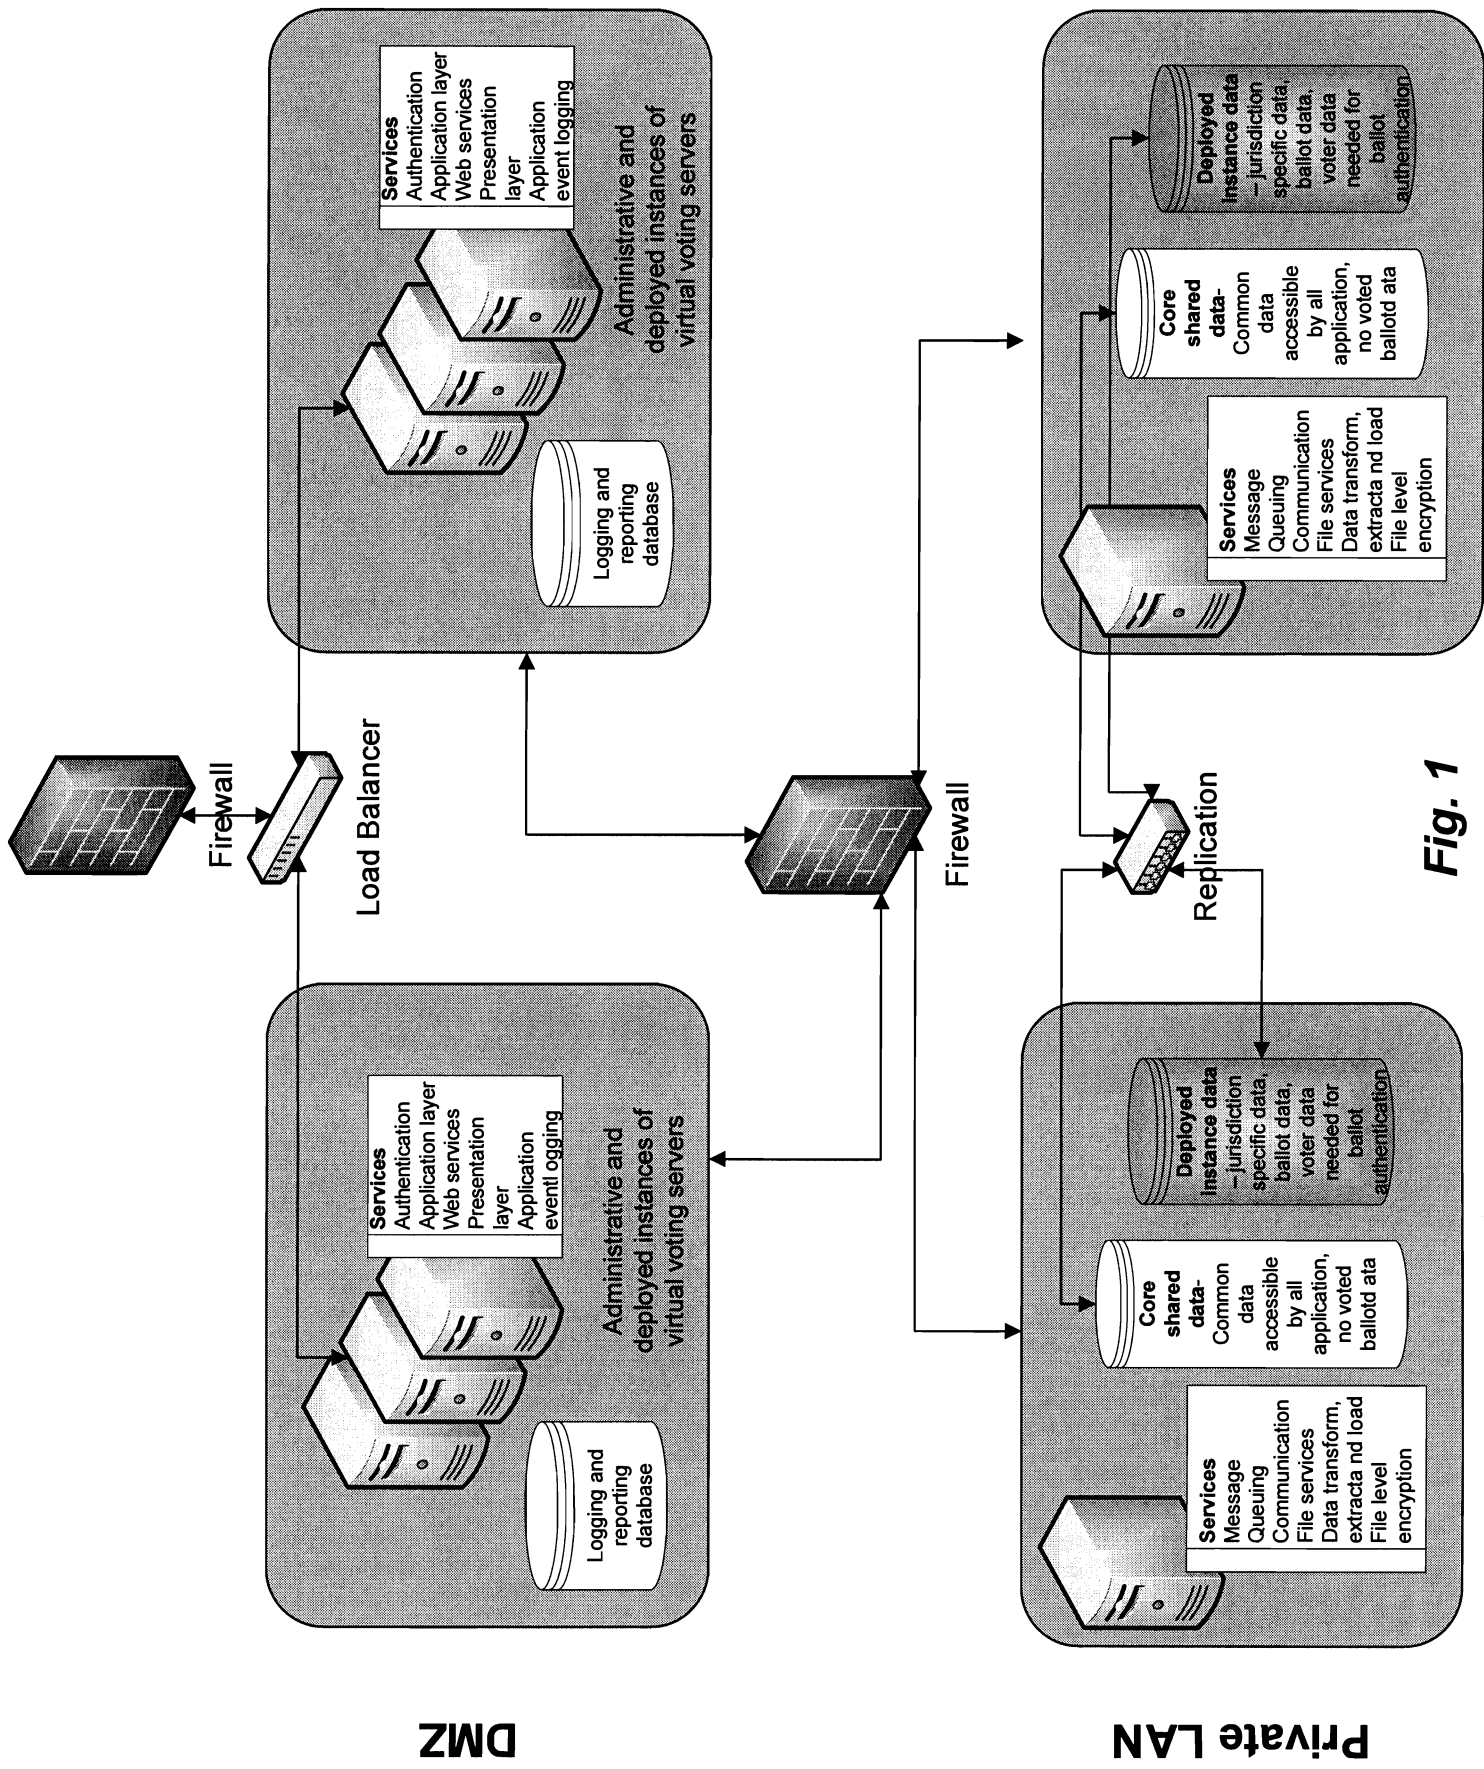 Firewall
Load Balancer
DMZ
Services
Authentication
Application layer
Web services
Presentation
layer
Application
eventl ogging
Logging and
reporting
database
Administrative and
deployed instances of
virtual voting servers
Services
Authentication
Application layer
Web services
Presentation
layer
Application
event logging
Logging and
reporting
database
Administrative and
deployed instances of
virtual voting servers
Firewall
Private LAN
Services
Message
Queuing
Communication
File services
Data transform,
extracta nd load
File level
encryption
Core
shared
data-
Common
data
accessible
by all
application,
no voted
ballotd ata
Deployed
Instance data
– jurisdiction
specific data,
ballot data,
voter data
needed for
ballot
authentication
Replication
Services
Message
Queuing
Communication
File services
Data transform,
extracta nd load
File level
encryption
Core
shared
data-
Common
data
accessible
by all
application,
no voted
ballotd ata
Deployed
Instance data
– jurisdiction
specific data,
ballot data,
voter data
needed for
ballot
authentication
Fig. 1